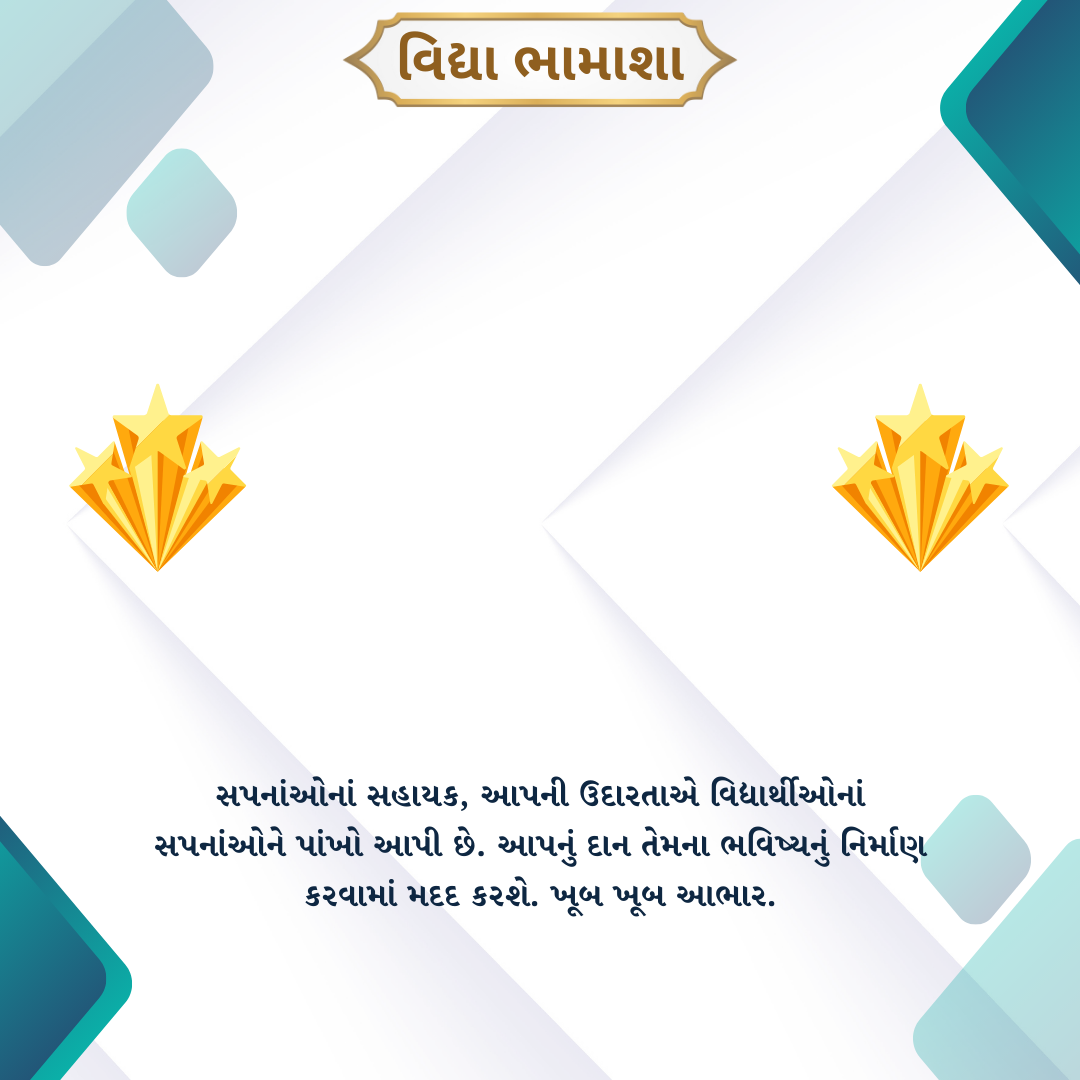 વિદ્યા ભામાશા
સપનાંઓનાં સહાયક, આપની ઉદારતાએ વિદ્યાર્થીઓનાં
સપનાંઓને પાંખો આપી છે. આપનું દાન તેમના ભવિષ્યનું નિર્માણ
કરવામાં મદદ કરશે. ખૂબ ખૂબ આભાર.